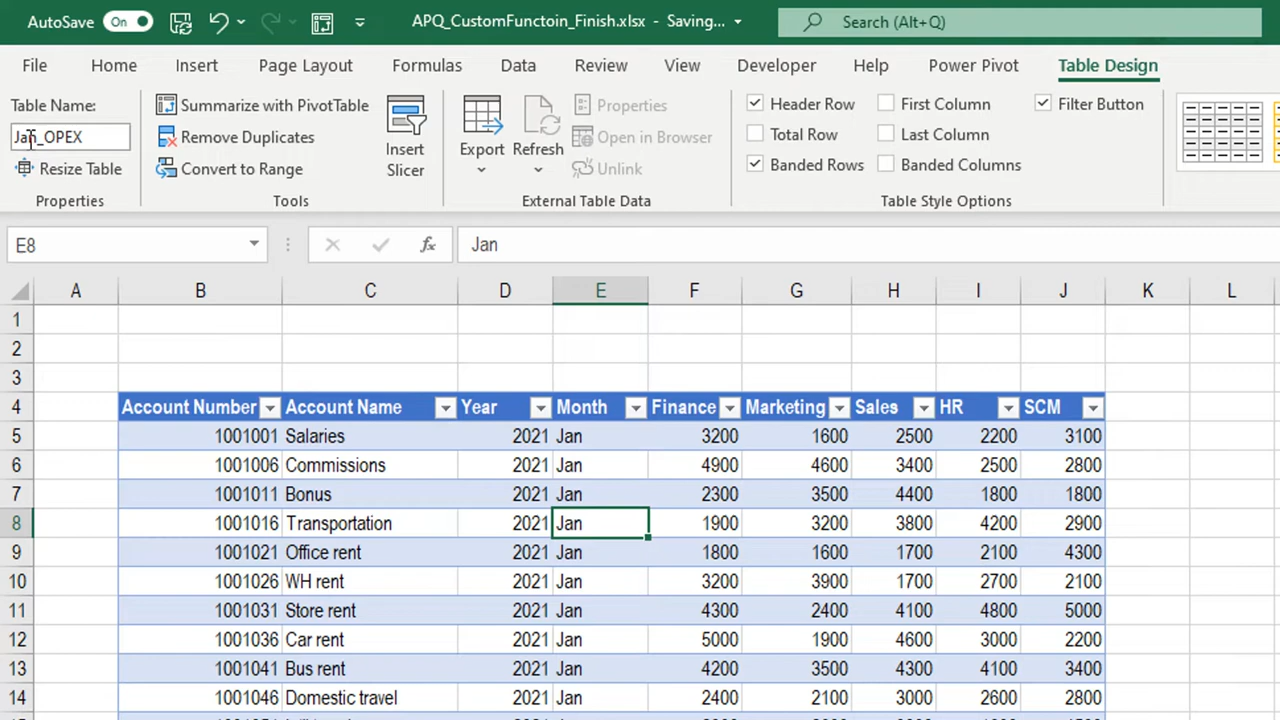 AutoSave On APQ_CustomFunctoin_Finish.xlsx - Saving... Search (Alt+Q)
File Home Insert Page Layout Formulas Data Review View Developer Help Power Pivot Table Design
Table Name: Summarize with PivotTable Properties Header Row First Column Filter Button
Jan_OPEX Remove Duplicates Insert Slicer Export Refresh Open in Browser Total Row Last Column
Resize Table Convert to Range Unlink Banded Rows Banded Columns
Properties Tools External Table Data Table Style Options
E8 fx Jan
A B C D E F G H I J K L
1
2
3
4 Account Number Account Name Year Month Finance Marketing Sales HR SCM
5 1001001 Salaries 2021 Jan 3200 1600 2500 2200 3100
6 1001006 Commissions 2021 Jan 4900 4600 3400 2500 2800
7 1001011 Bonus 2021 Jan 2300 3500 4400 1800 1800
8 1001016 Transportation 2021 Jan 1900 3200 3800 4200 2900
9 1001021 Office rent 2021 Jan 1800 1600 1700 2100 4300
10 1001026 WH rent 2021 Jan 3200 3900 1700 2700 2100
11 1001031 Store rent 2021 Jan 4300 2400 4100 4800 5000
12 1001036 Car rent 2021 Jan 5000 1900 4600 3000 2200
13 1001041 Bus rent 2021 Jan 4200 3500 4300 4100 3400
14 1001046 Domestic travel 2021 Jan 2400 2100 3000 2600 2800